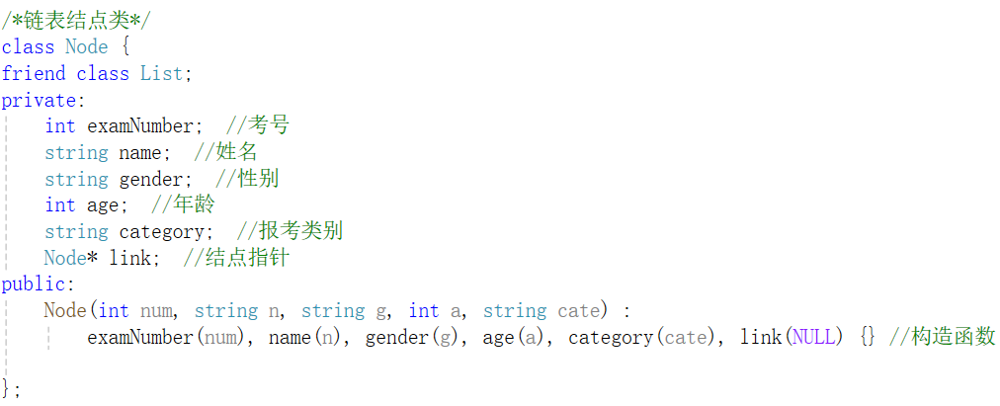 /*链表结点类*/
class Node {
friend class List;
private:
int examNumber; //考号
string name; //姓名
string gender; //性别
int age; //年龄
string category; //报考类别
Node* link; //结点指针
public:
Node(int num, string n, string g, int a, string cate) :
examNumber(num), name(n), gender(g), age(a), category(cate), link(NULL) {} //构造函数
};